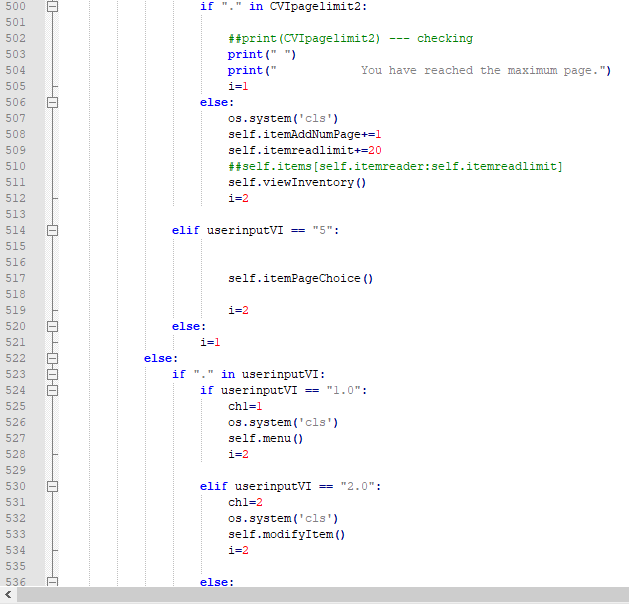 500 if "." in CVIpagelimit2:
501
502 ##print(CVIpagelimit2) --- checking
503 print(" ")
504 print("            You have reached the maximum page.")
505 i=1
506 else:
507 os.system('cls')
508 self.itemAddNumPage+=1
509 self.itemreadlimit+=20
510 ##self.items[self.itemreader:self.itemreadlimit]
511 self.viewInventory()
512 i=2
513
514 elif userinputVI == "5":
515
516
517 self.itemPageChoice()
518
519 i=2
520 else:
521 i=1
522 else:
523 if "." in userinputVI:
524 if userinputVI == "1.0":
525 ch1=1
526 os.system('cls')
527 self.menu()
528 i=2
529
530 elif userinputVI == "2.0":
531 ch1=2
532 os.system('cls')
533 self.modifyItem()
534 i=2
535
536 else: